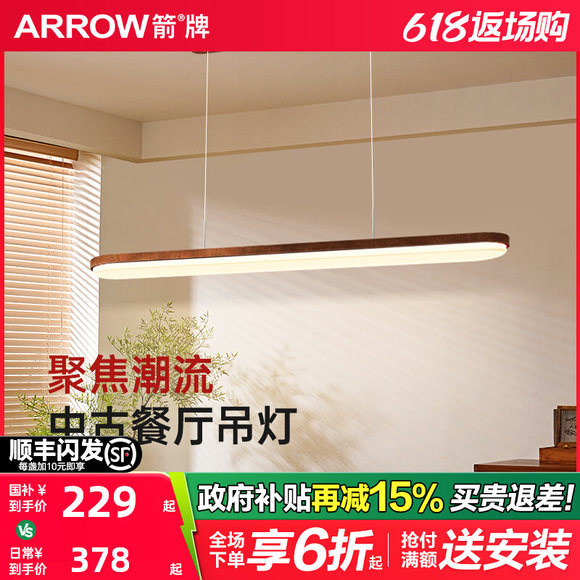 ARROW箭®牌
618返场购
聚焦潮流
中古餐厅吊灯
顺丰闪发 SF
每盏加10元即享
国补¥
到手价 229 起
VS
日常¥
到手价 378 起
政府补贴再减15% 买贵退差!
全场
下单 享6折起
抢付
满额 送安装